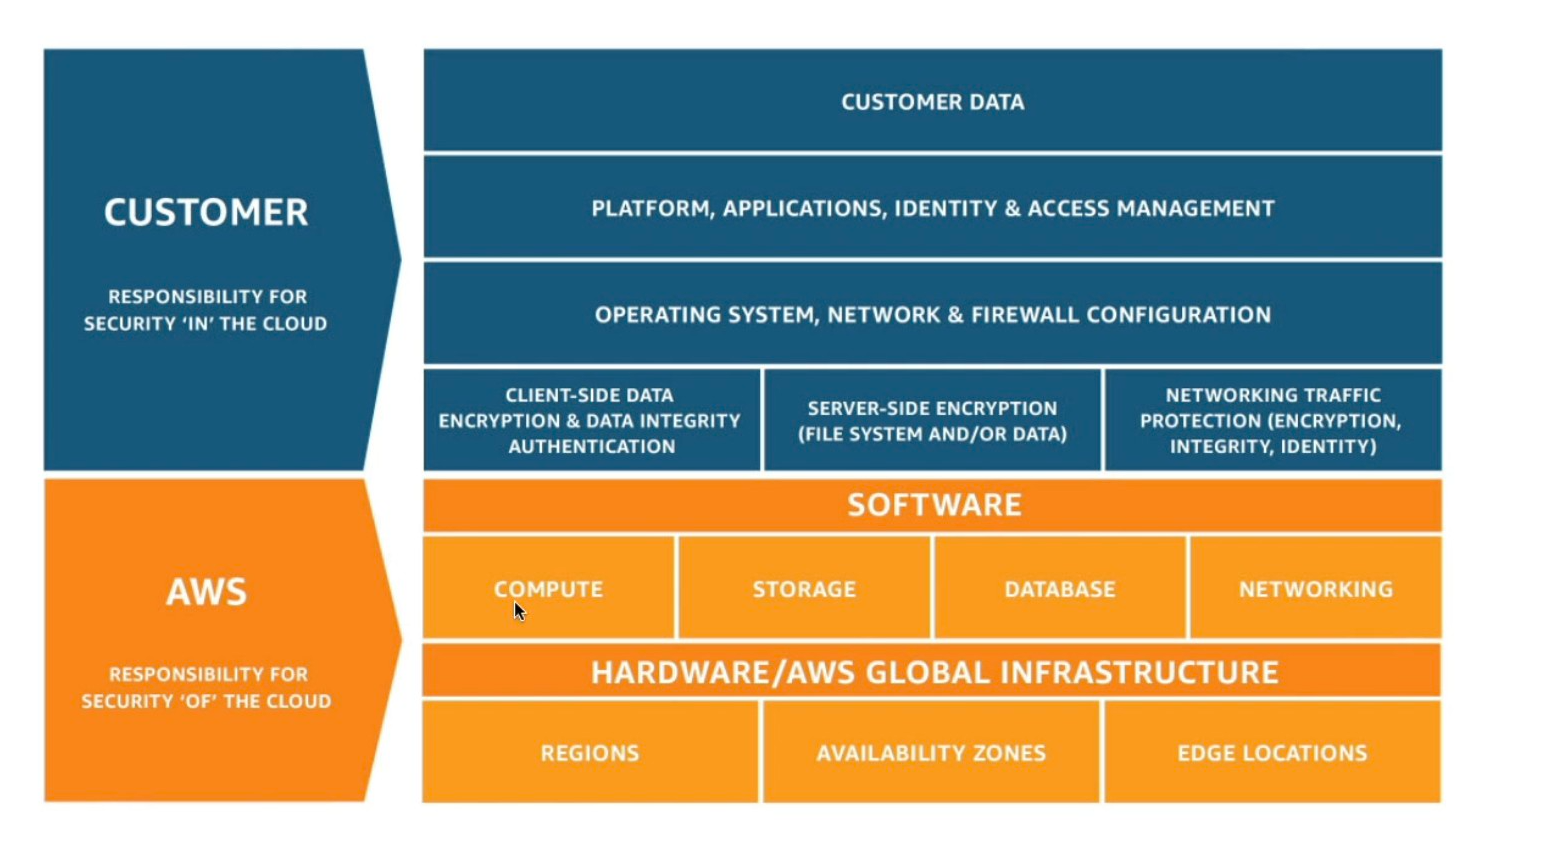 CUSTOMER
RESPONSIBILITY FOR
SECURITY ‘IN’ THE CLOUD
CUSTOMER DATA
PLATFORM, APPLICATIONS, IDENTITY & ACCESS MANAGEMENT
OPERATING SYSTEM, NETWORK & FIREWALL CONFIGURATION
CLIENT-SIDE DATA
ENCRYPTION & DATA INTEGRITY
AUTHENTICATION
SERVER-SIDE ENCRYPTION
(FILE SYSTEM AND/OR DATA)
NETWORKING TRAFFIC
PROTECTION (ENCRYPTION,
INTEGRITY, IDENTITY)
AWS
RESPONSIBILITY FOR
SECURITY ‘OF’ THE CLOUD
SOFTWARE
COMPUTE
STORAGE
DATABASE
NETWORKING
HARDWARE/AWS GLOBAL INFRASTRUCTURE
REGIONS
AVAILABILITY ZONES
EDGE LOCATIONS